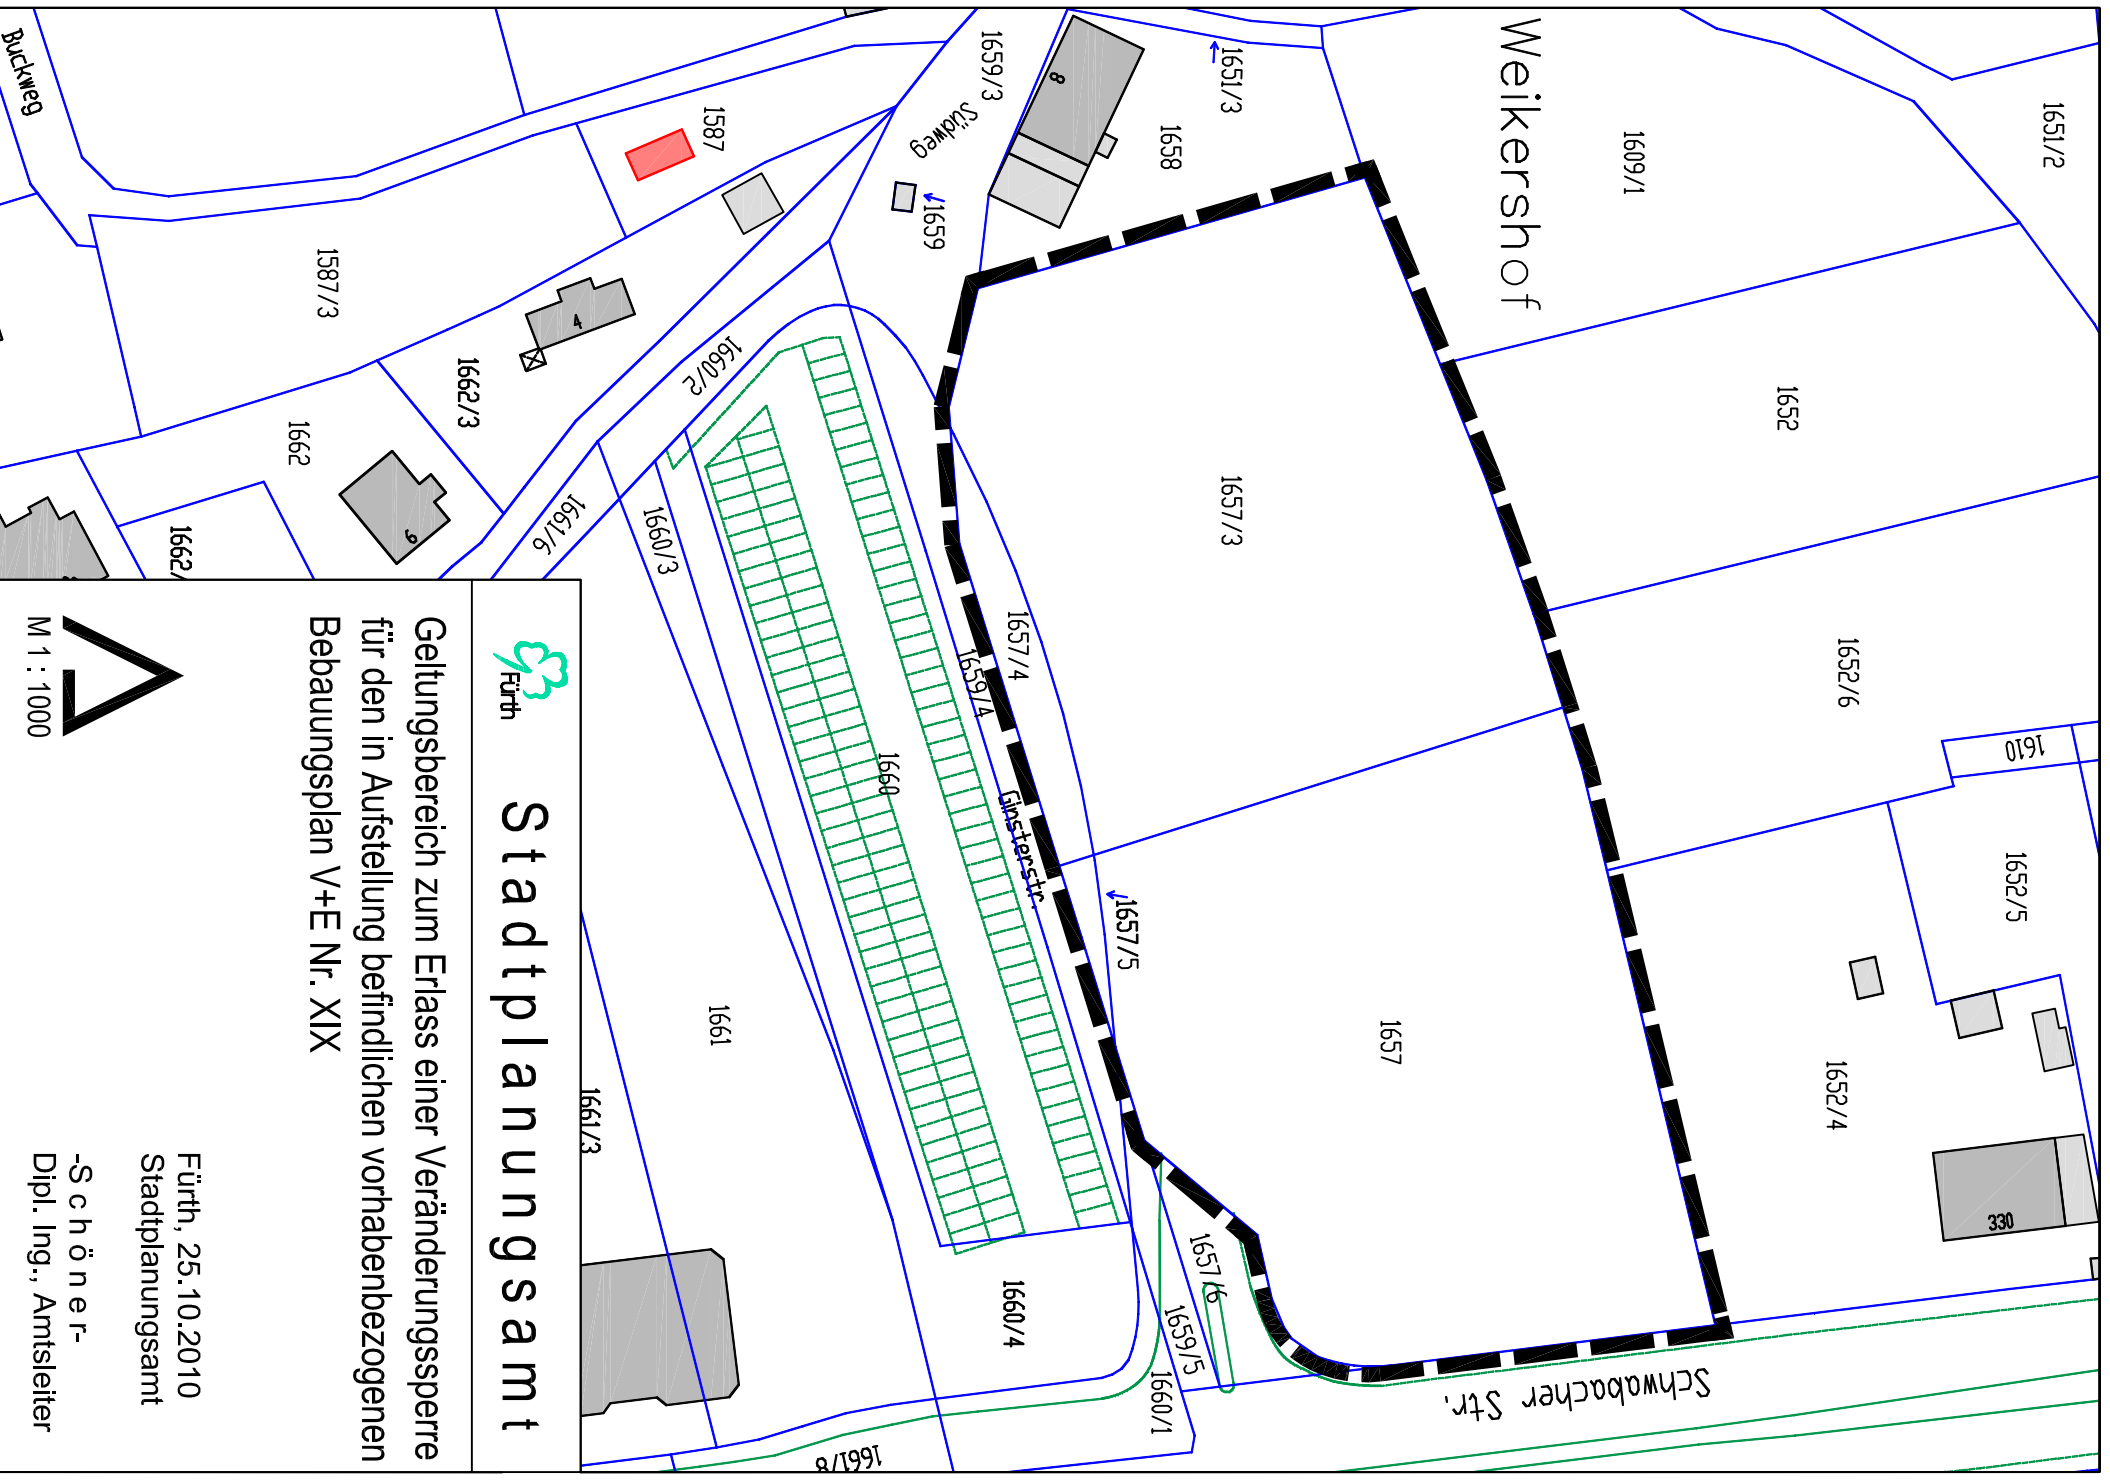 Weikershof
1651/2
1609/1
1651/3
1658
1659/3
Südweg
8
1659
1587
Buckweg
1587/3
4
1662/3
1660/2
1662
6
1662/
1661/6
1660/3
1652
1657/3
1652/6
1610
1657/4
1659/4
1660
Ginsterstr.
1652/5
1657/5
1657
1652/4
1661
1661/3
330
1657/6
1659/5
1660/4
1660/1
1661/8
Schwabacher Str.
Fürth
Stadtplanungsamt
Geltungsbereich zum Erlass einer Veränderungssperre
für den in Aufstellung befindlichen vorhabenbezogenen
Bebauungsplan V+E Nr. XIX
M 1 : 1000
Fürth, 25.10.2010
Stadtplanungsamt
-S c h ö n e r-
Dipl. Ing., Amtsleiter